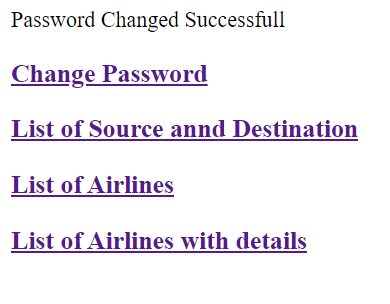 Password Changed Successfull
Change Password
List of Source annd Destination
List of Airlines
List of Airlines with details